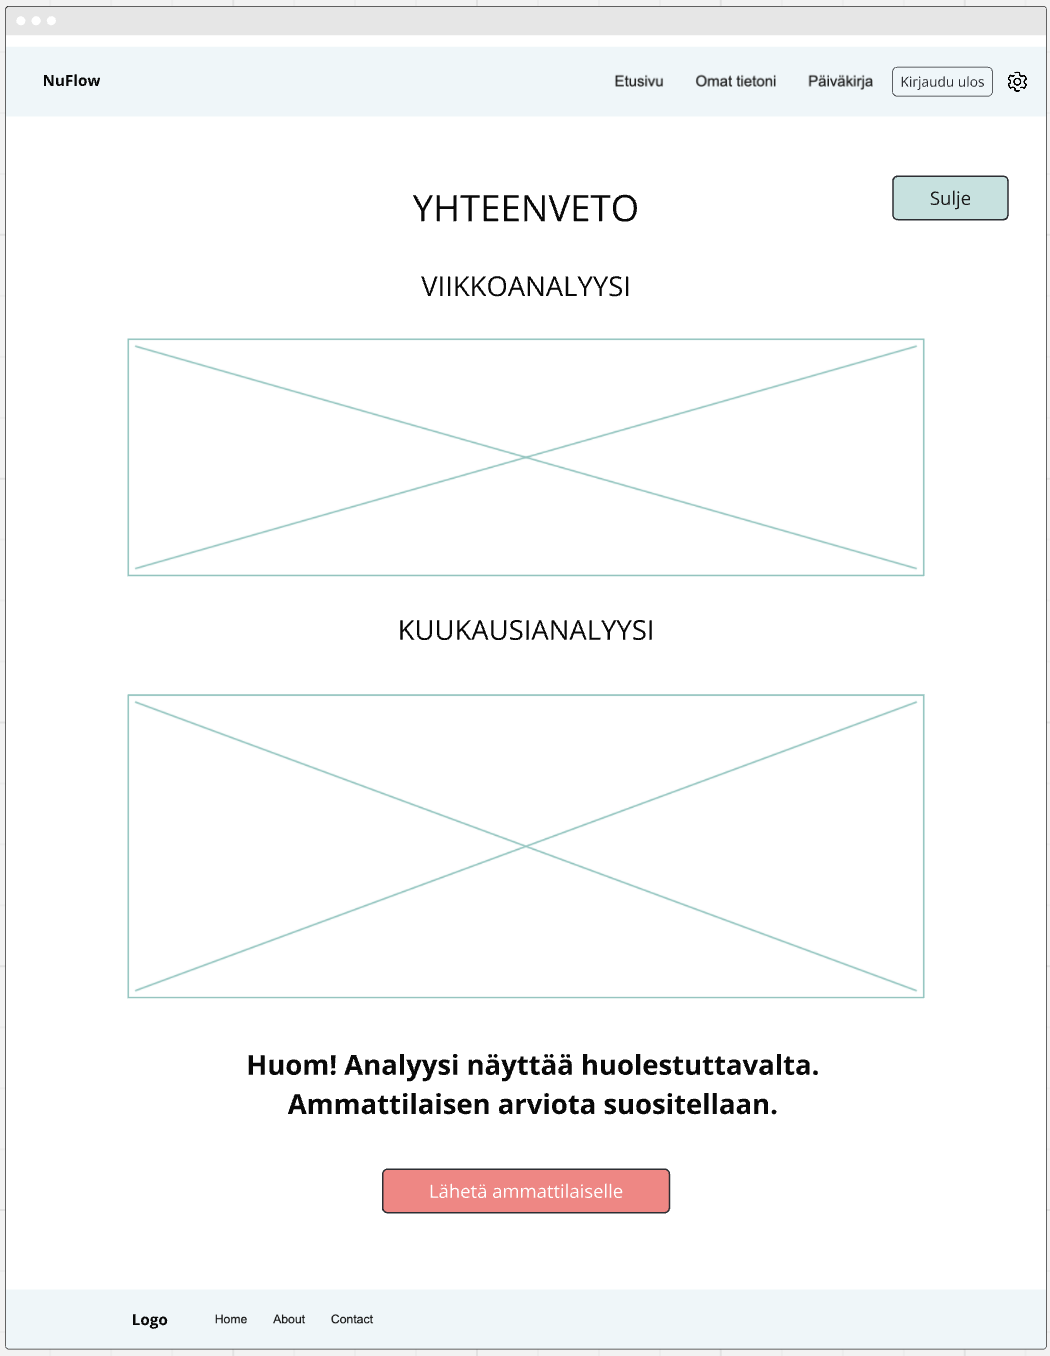 NuFlow
Etusivu
Omat tietoni
Päiväkirja
Kirjaudu ulos
Sulje
YHTEENVETO
VIIKKOANALYYSI
KUUKAUSIANALYYSI
Huom! Analyysi näyttää huolestuttavalta.
Ammattilaisen arviota suositellaan.
Lähetä ammattilaiselle
Logo
Home
About
Contact